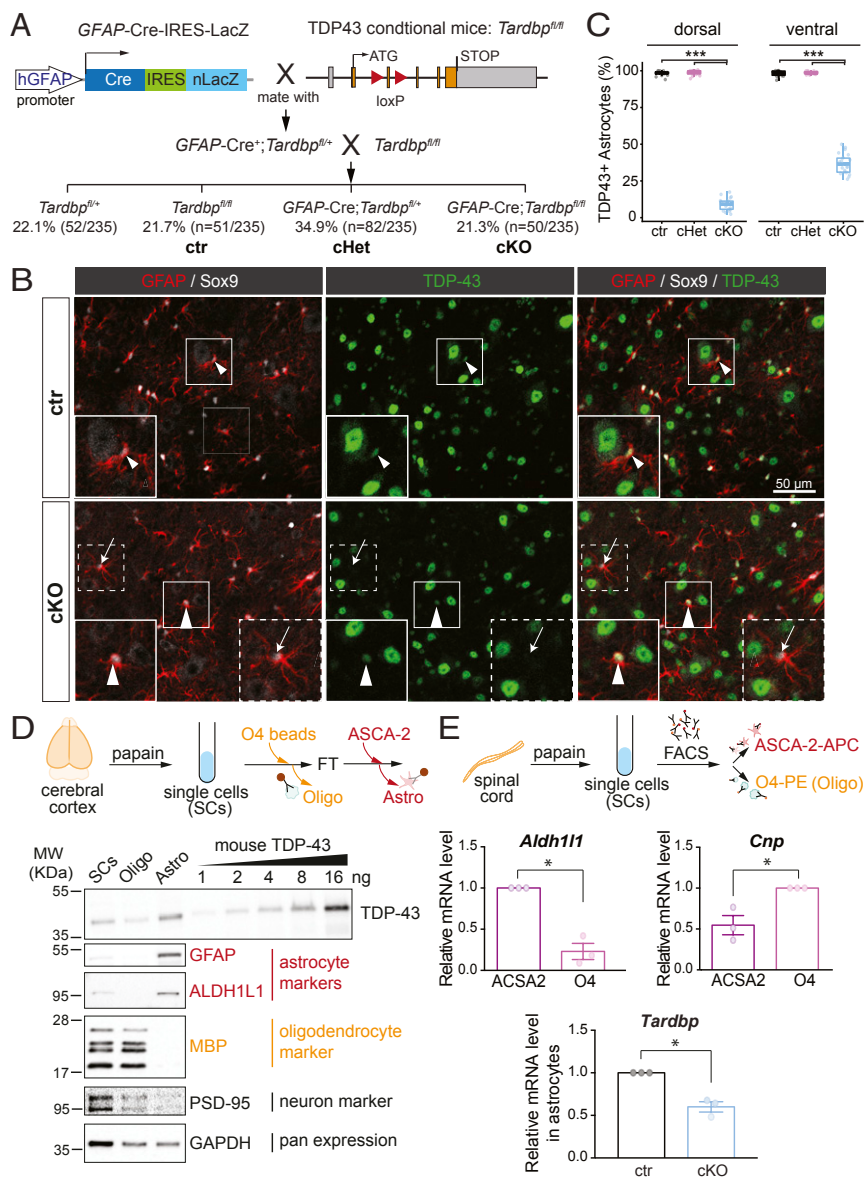 A
GFAP-Cre-IRES-LacZ
TDP43 condtional mice: Tardbpfl/fl
hGFAP
promoter
Cre
IRES
nLacZ
X
mate with
ATG
STOP
loxP
GFAP-Cre+;Tardbpfl/+ X Tardbpfl/fl
Tardbpfl/+
22.1% (52/235)
Tardbpfl/fl
21.7% (n=51/235)
ctr
GFAP-Cre;Tardbpfl/+
34.9% (n=82/235)
cHet
GFAP-Cre;Tardbpfl/fl
21.3% (n=50/235)
cKO
C
dorsal
ventral
***
***
TDP43+ Astrocytes (%)
100
75
50
25
0
ctr cHet cKO
ctr cHet cKO
B
GFAP / Sox9
TDP-43
GFAP / Sox9 / TDP-43
ctr
50 µm
cKO
D
cerebral
cortex
papain
single cells
(SCs)
O4 beads
Oligo
FT
ASCA-2
Astro
MW
(KDa)
SCs
Oligo
Astro
mouse TDP-43
1 2 4 8 16 ng
55
35
TDP-43
55
GFAP
95
ALDH1L1
astrocyte
markers
28
17
MBP
oligodendrocyte
marker
95
PSD-95
neuron marker
35
GAPDH
pan expression
E
spinal
cord
papain
single cells
(SCs)
FACS
ASCA-2-APC
O4-PE (Oligo)
Aldh1l1
*
Relative mRNA level
1.5
1.0
0.5
0.0
ACSA2 O4
Cnp
*
Relative mRNA level
1.5
1.0
0.5
0.0
ACSA2 O4
Tardbp
*
Relative mRNA level
in astrocytes
1.5
1.0
0.5
0.0
ctr cKO